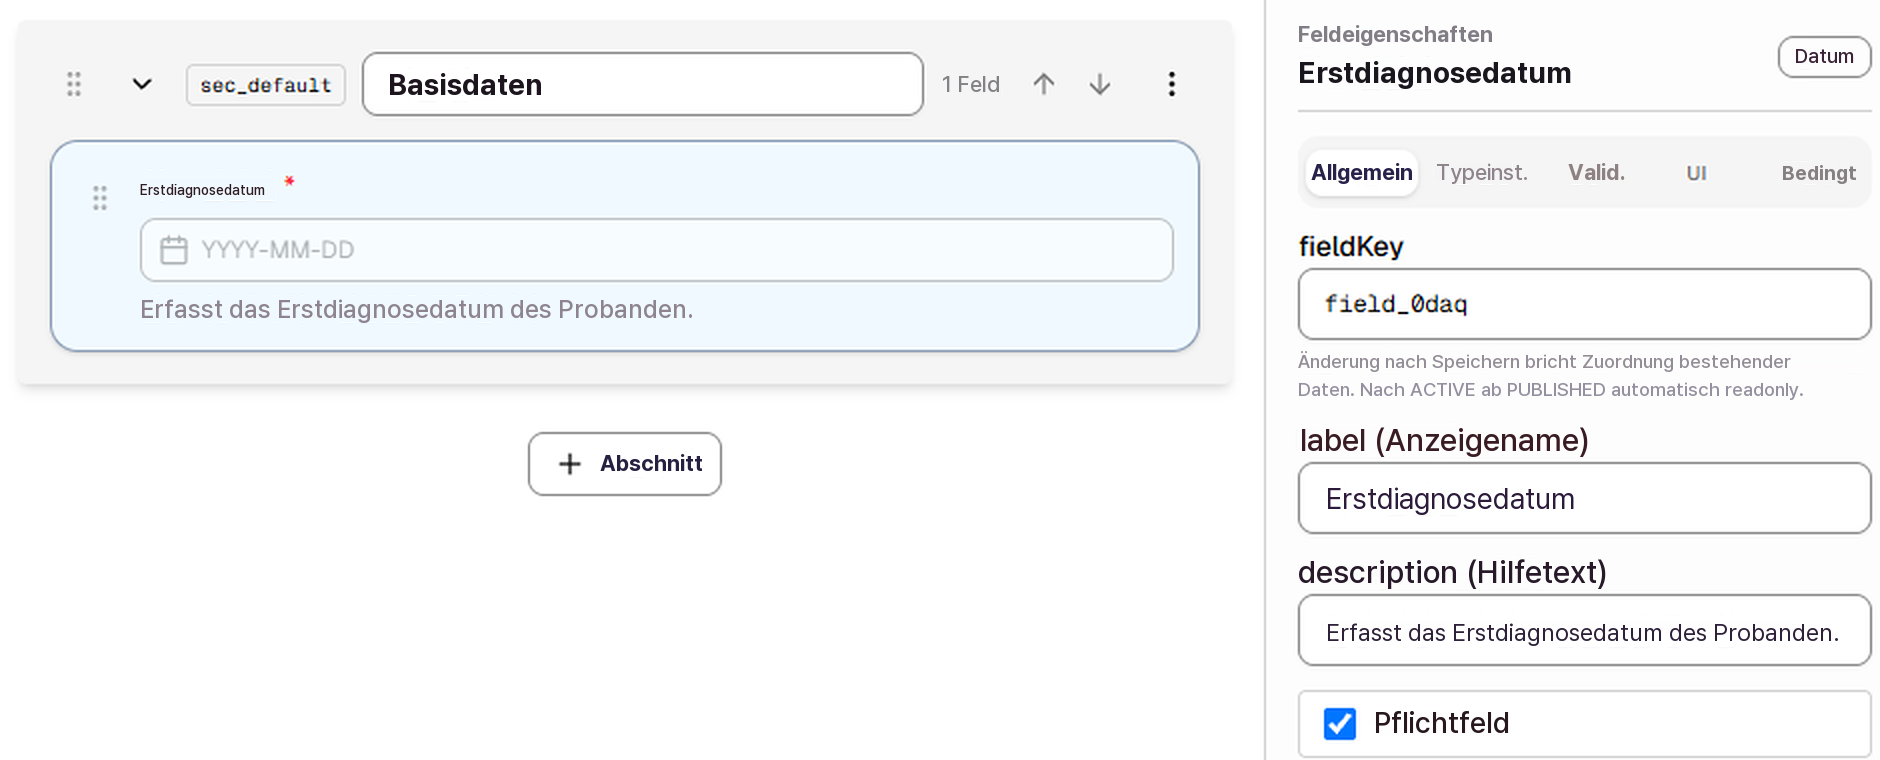 sec_default
Basisdaten
1 Feld
Erstdiagnosedatum *
YYYY-MM-DD
Erfasst das Erstdiagnosedatum des Probanden.
+ Abschnitt
Feldeigenschaften
Erstdiagnosedatum
Datum
Allgemein Typeinst. Valid. UI Bedingt
fieldKey
field_0daq
Änderung nach Speichern bricht Zuordnung bestehender
Daten. Nach ACTIVE ab PUBLISHED automatisch readonly.
label (Anzeigename)
Erstdiagnosedatum
description (Hilfetext)
Erfasst das Erstdiagnosedatum des Probanden.
Pflichtfeld